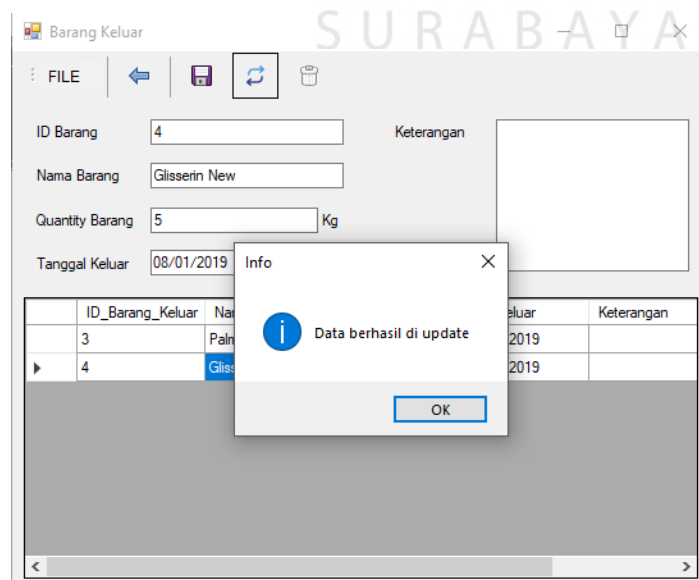 SURABAYA
Barang Keluar
FILE
ID Barang 4 Keterangan
Nama Barang Glisserin New
Quantity Barang 5 Kg
Tanggal Keluar 08/01/2019
Info
Data berhasil di update
OK
ID_Barang_Keluar Keterangan
3 2019
4 2019